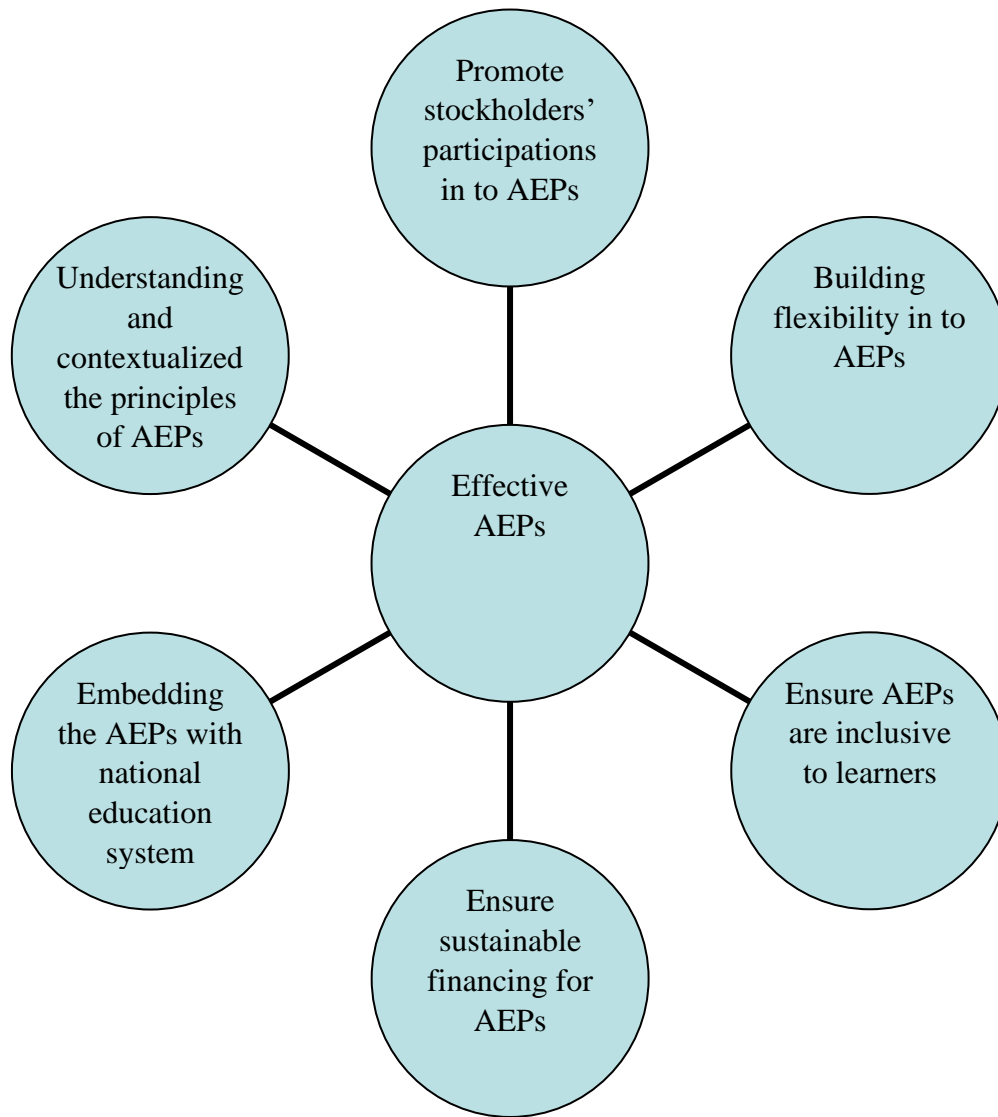 Promote
stockholders'
participations
in to AEPs
Understanding
and
contextualized
the principles
of AEPs
Building
flexibility in to
AEPs
Effective
AEPs
Embedding
the AEPs with
national
education
system
Ensure AEPs
are inclusive
to learners
Ensure
sustainable
financing for
AEPs